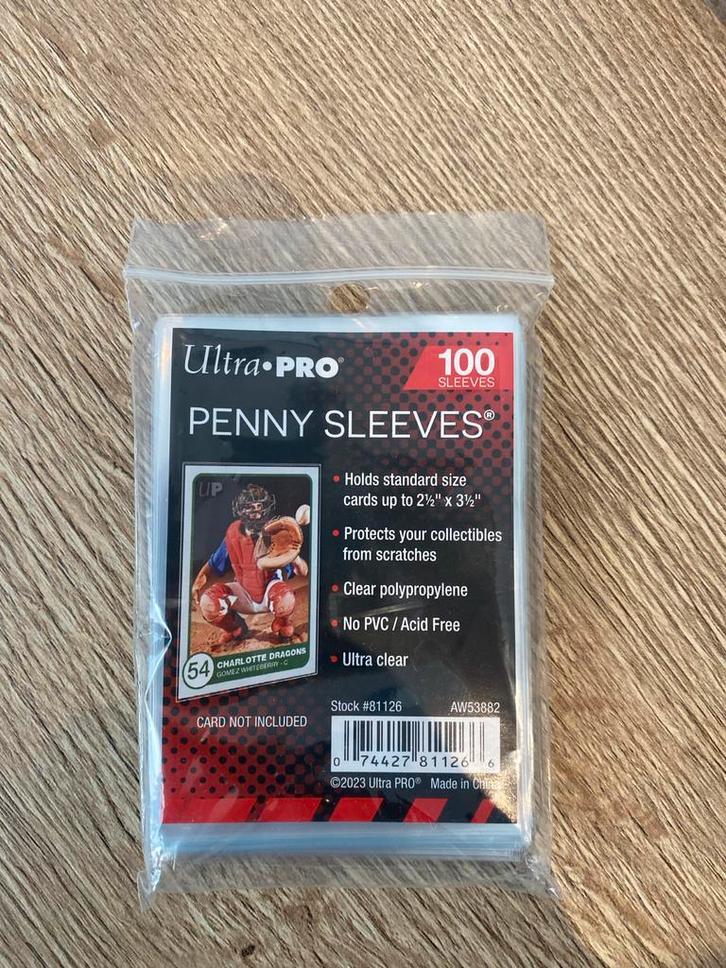 Ultra•PRO®
100
SLEEVES
PENNY SLEEVES®
UP
54
CHARLOTTE DRAGONS
GOMEZ WHITEBERRY - C
• Holds standard size
cards up to 2½" x 3½"
• Protects your collectibles
from scratches
• Clear polypropylene
• No PVC / Acid Free
• Ultra clear
CARD NOT INCLUDED
Stock #81126 AW53882
0 74427 81126 6
©2023 Ultra PRO® Made in China